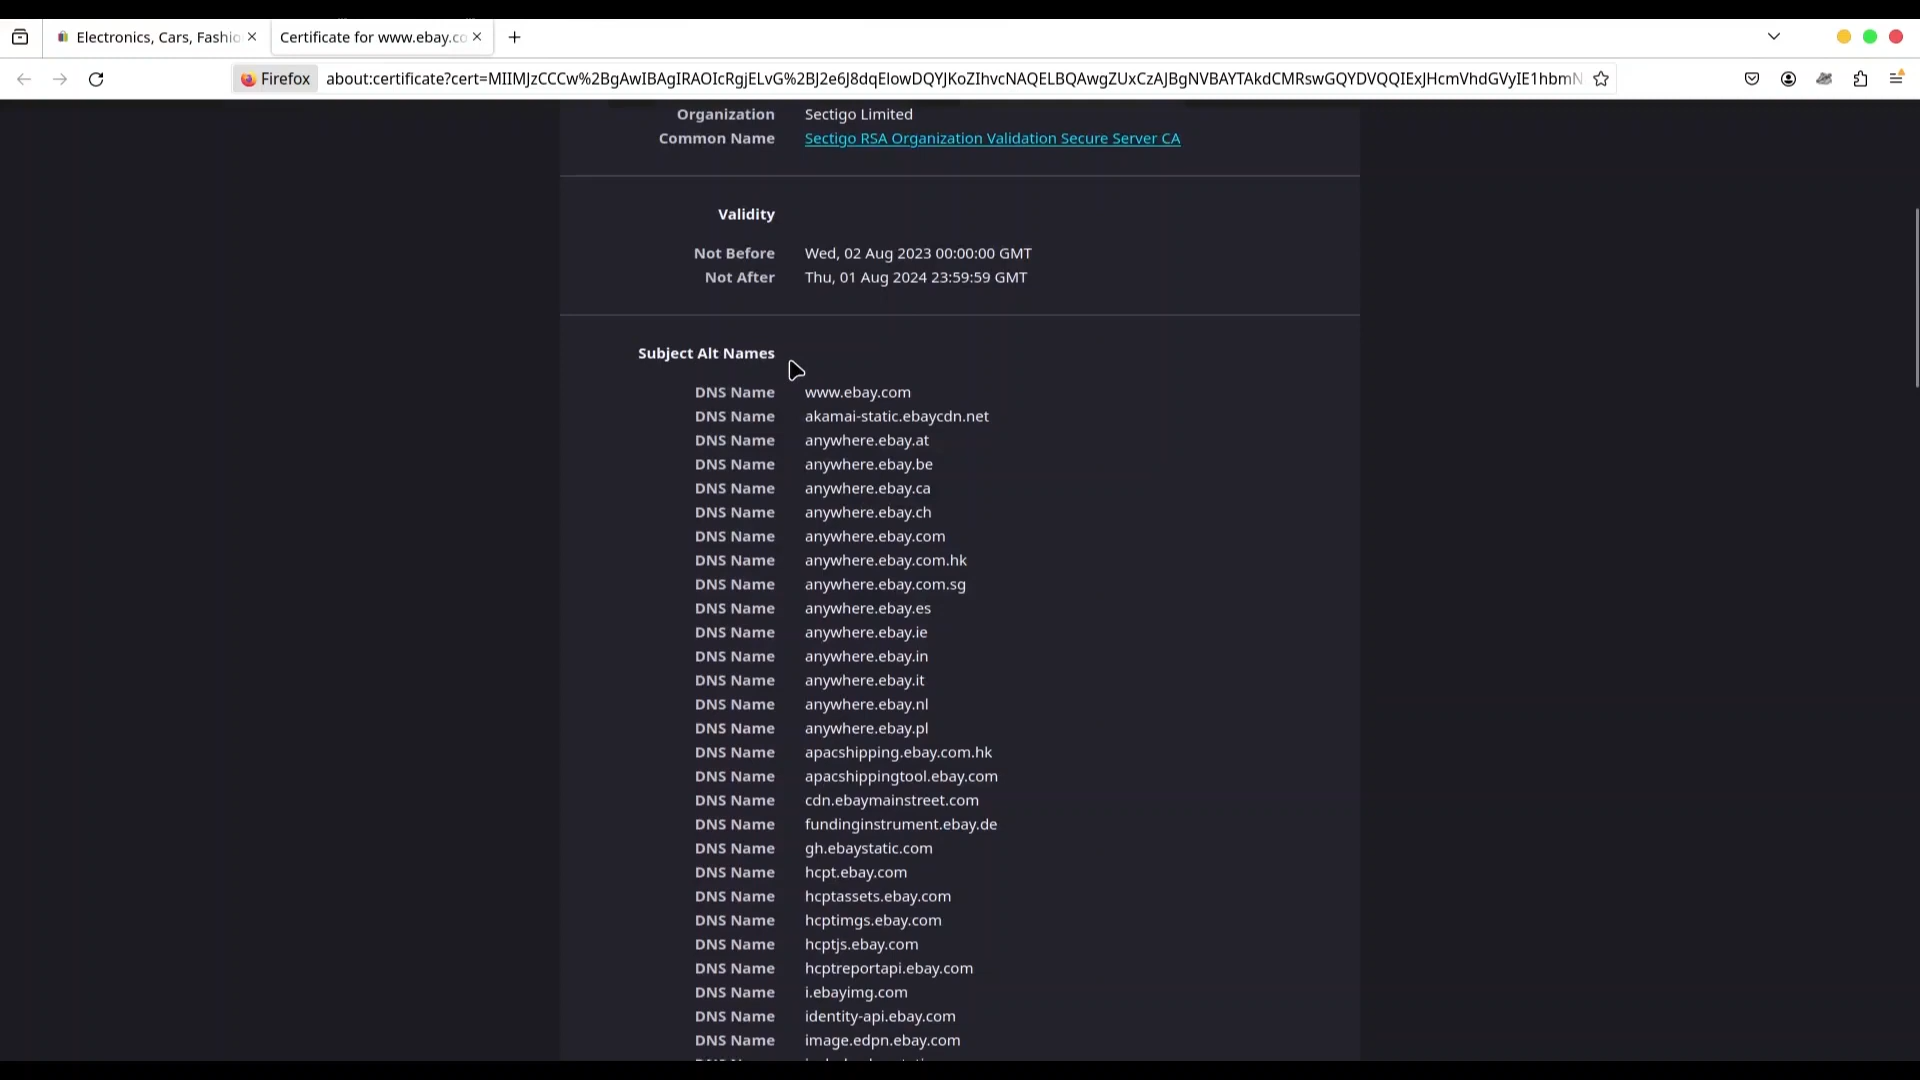 Electronics, Cars, Fashio
Certificate for www.ebay.co
Firefox
about:certificate?cert=MIIMJzCCCw%2BgAwIBAgIRAOIcRgjELvG%2BJ2e6J8dqElowDQYJKoZIhvcNAQELBQAwgZUxCzAJBgNVBAYTAkdCMRswGQYDVQQIExJHcmVhdGVyIE1hbmN
Organization Sectigo Limited
Common Name Sectigo RSA Organization Validation Secure Server CA
Validity
Not Before Wed, 02 Aug 2023 00:00:00 GMT
Not After Thu, 01 Aug 2024 23:59:59 GMT
Subject Alt Names
DNS Name www.ebay.com
DNS Name akamai-static.ebaycdn.net
DNS Name anywhere.ebay.at
DNS Name anywhere.ebay.be
DNS Name anywhere.ebay.ca
DNS Name anywhere.ebay.ch
DNS Name anywhere.ebay.com
DNS Name anywhere.ebay.com.hk
DNS Name anywhere.ebay.com.sg
DNS Name anywhere.ebay.es
DNS Name anywhere.ebay.ie
DNS Name anywhere.ebay.in
DNS Name anywhere.ebay.it
DNS Name anywhere.ebay.nl
DNS Name anywhere.ebay.pl
DNS Name apacshipping.ebay.com.hk
DNS Name apacshippingtool.ebay.com
DNS Name cdn.ebaymainstreet.com
DNS Name fundinginstrument.ebay.de
DNS Name gh.ebaystatic.com
DNS Name hcpt.ebay.com
DNS Name hcptassets.ebay.com
DNS Name hcptimgs.ebay.com
DNS Name hcptjs.ebay.com
DNS Name hcptreportapi.ebay.com
DNS Name i.ebayimg.com
DNS Name identity-api.ebay.com
DNS Name image.edpn.ebay.com